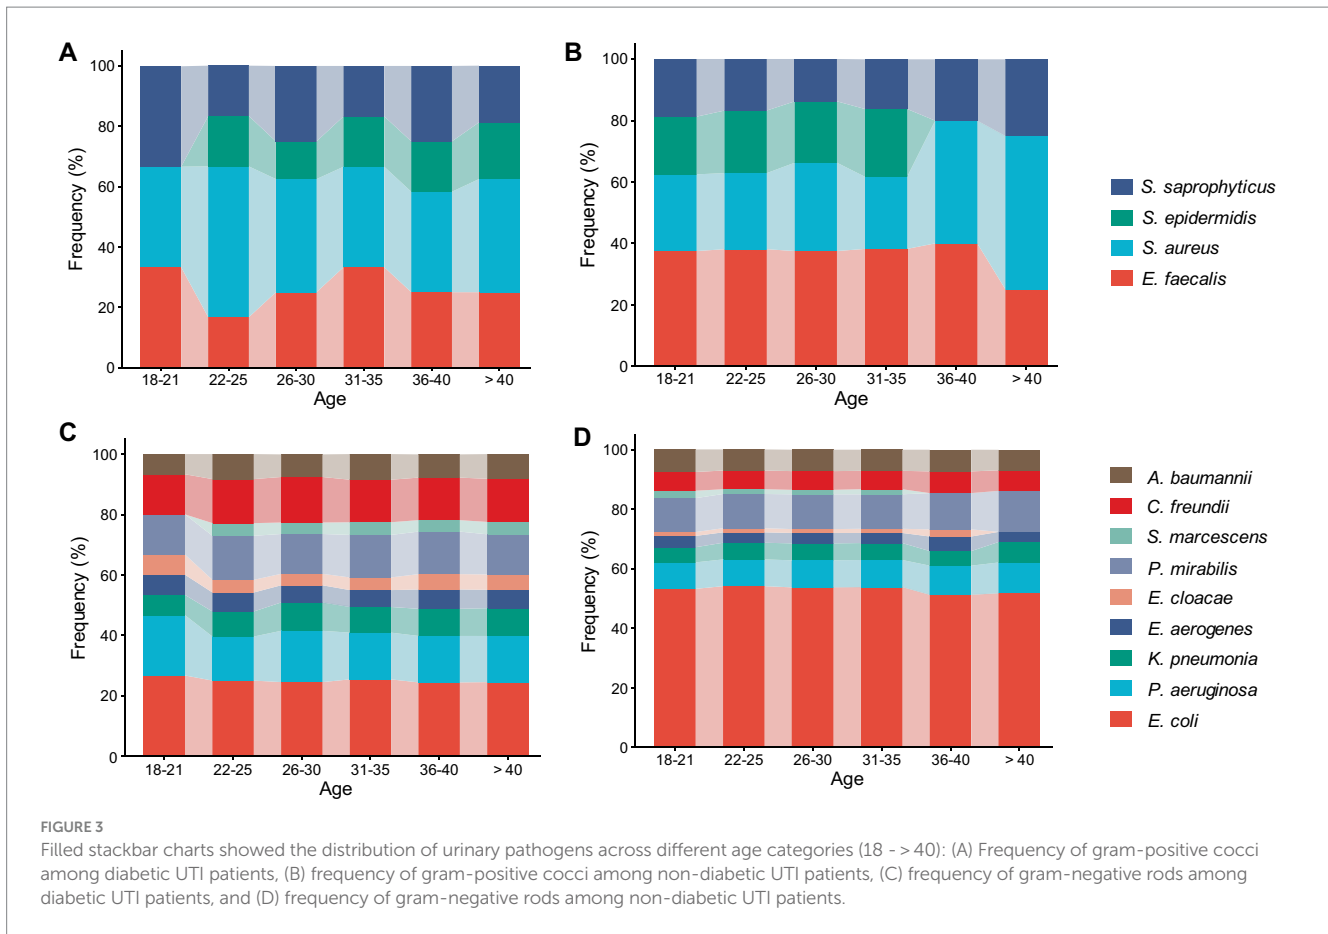 A
B
100
80
60
40
20
0
Frequency (%)
18-21 22-25 26-30 31-35 36-40 > 40
Age
100
80
60
40
20
0
Frequency (%)
18-21 22-25 26-30 31-35 36-40 > 40
Age
S. saprophyticus
S. epidermidis
S. aureus
E. faecalis
C
D
100
80
60
40
20
0
Frequency (%)
18-21 22-25 26-30 31-35 36-40 > 40
Age
100
80
60
40
20
0
Frequency (%)
18-21 22-25 26-30 31-35 36-40 > 40
Age
A. baumannii
C. freundii
S. marcescens
P. mirabilis
E. cloacae
E. aerogenes
K. pneumonia
P. aeruginosa
E. coli
FIGURE 3
Filled stackbar charts showed the distribution of urinary pathogens across different age categories (18 - > 40): (A) Frequency of gram-positive cocci
among diabetic UTI patients, (B) frequency of gram-positive cocci among non-diabetic UTI patients, (C) frequency of gram-negative rods among
diabetic UTI patients, and (D) frequency of gram-negative rods among non-diabetic UTI patients.